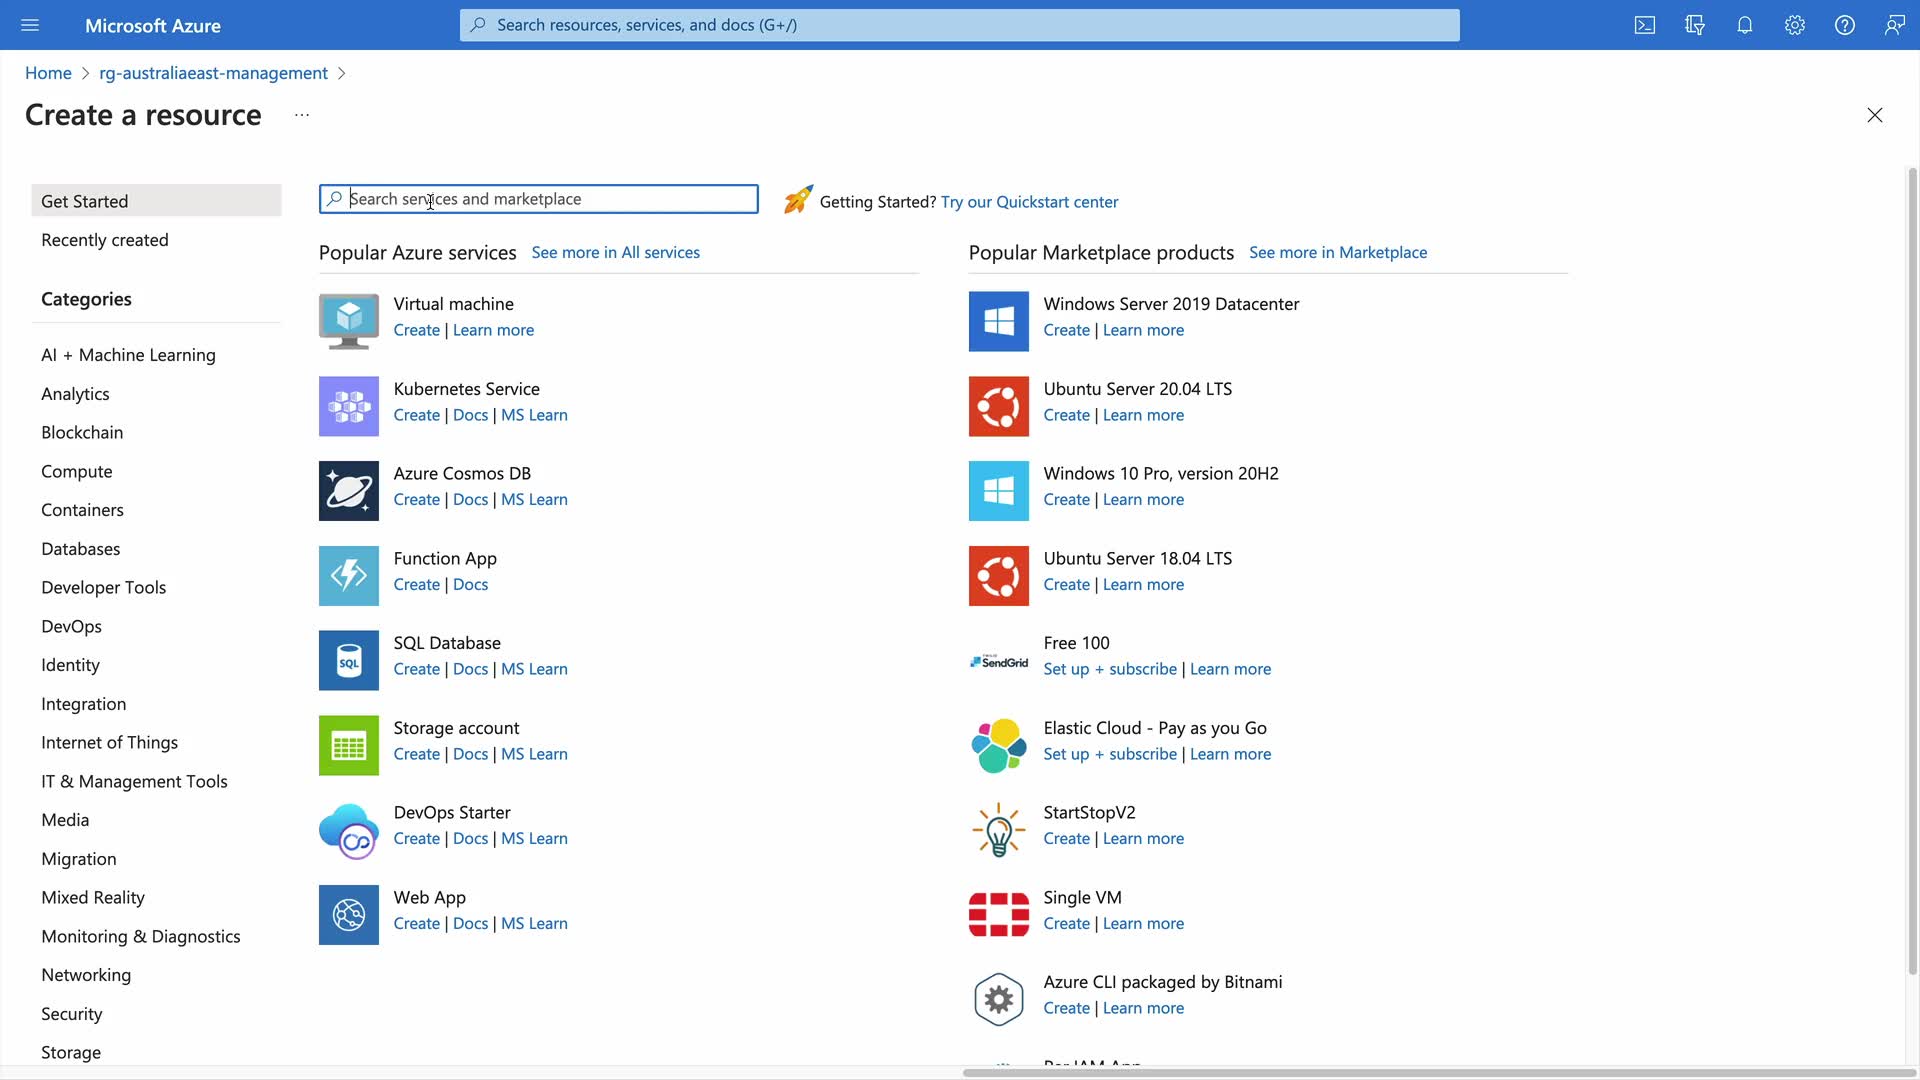 Microsoft Azure
Search resources, services, and docs (G+/)
Home > rg-australiaeast-management >
Create a resource ...
Get Started
Recently created
Categories
AI + Machine Learning
Analytics
Blockchain
Compute
Containers
Databases
Developer Tools
DevOps
Identity
Integration
Internet of Things
IT & Management Tools
Media
Migration
Mixed Reality
Monitoring & Diagnostics
Networking
Security
Storage
Search services and marketplace
Getting Started? Try our Quickstart center
Popular Azure services See more in All services
Virtual machine
Create | Learn more
Kubernetes Service
Create | Docs | MS Learn
Azure Cosmos DB
Create | Docs | MS Learn
Function App
Create | Docs
SQL
SQL Database
Create | Docs | MS Learn
Storage account
Create | Docs | MS Learn
DevOps Starter
Create | Docs | MS Learn
Web App
Create | Docs | MS Learn
Popular Marketplace products See more in Marketplace
Windows Server 2019 Datacenter
Create | Learn more
Ubuntu Server 20.04 LTS
Create | Learn more
Windows 10 Pro, version 20H2
Create | Learn more
Ubuntu Server 18.04 LTS
Create | Learn more
SendGrid
Free 100
Set up + subscribe | Learn more
Elastic Cloud - Pay as you Go
Set up + subscribe | Learn more
StartStopV2
Create | Learn more
Single VM
Create | Learn more
Azure CLI packaged by Bitnami
Create | Learn more